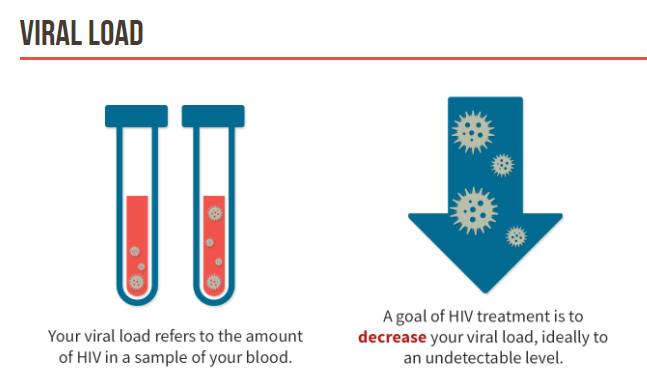 VIRAL LOAD
Your viral load refers to the amount
of HIV in a sample of your blood.
A goal of HIV treatment is to
decrease your viral load, ideally to
an undetectable level.